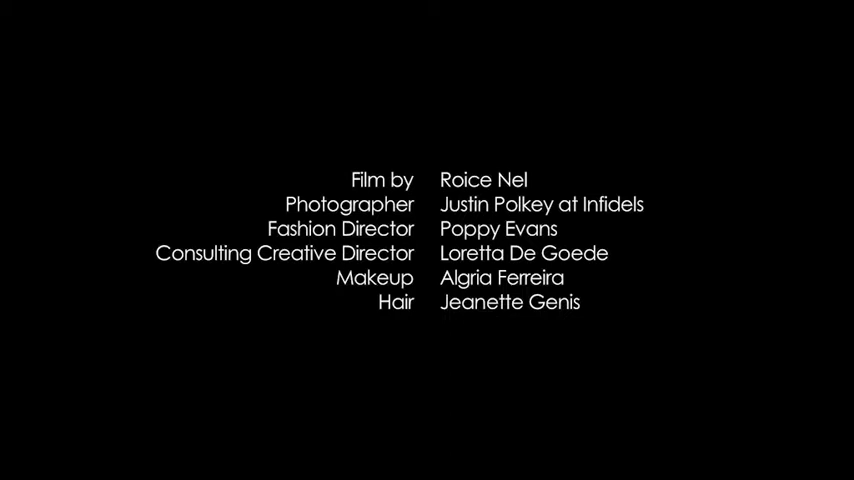 Film by Roice Nel
Photographer Justin Polkey at Infidels
Fashion Director Poppy Evans
Consulting Creative Director Loretta De Goede
Makeup Algria Ferreira
Hair Jeanette Genis